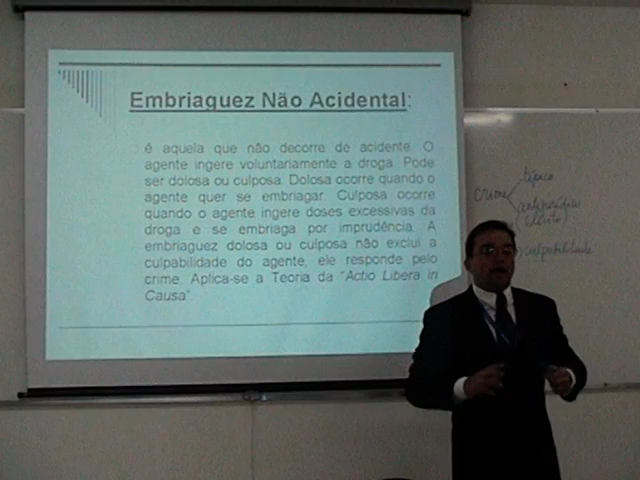 Embriaguez Não Acidental:
é aquela que não decorre de acidente. O
agente ingere voluntariamente a droga. Pode
ser dolosa ou culposa. Dolosa ocorre quando o
agente quer se embriagar. Culposa ocorre
quando o agente ingere doses excessivas da
droga e se embriaga por imprudência. A
embriaguez dolosa ou culposa não exclui a
culpabilidade do agente, ele responde pelo
crime. Aplica-se a Teoria da "Actio Libera in
Causa".
típico
crime
antijurídico
(ilícito)
culpabilidade